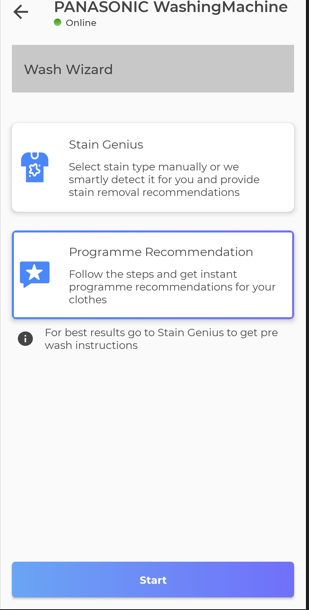 PANASONIC WashingMachine
Online
Wash Wizard
Stain Genius
Select stain type manually or we
smartly detect it for you and provide
stain removal recommendations
Programme Recommendation
Follow the steps and get instant
programme recommendations for your
clothes
For best results go to Stain Genius to get pre
wash instructions
Start